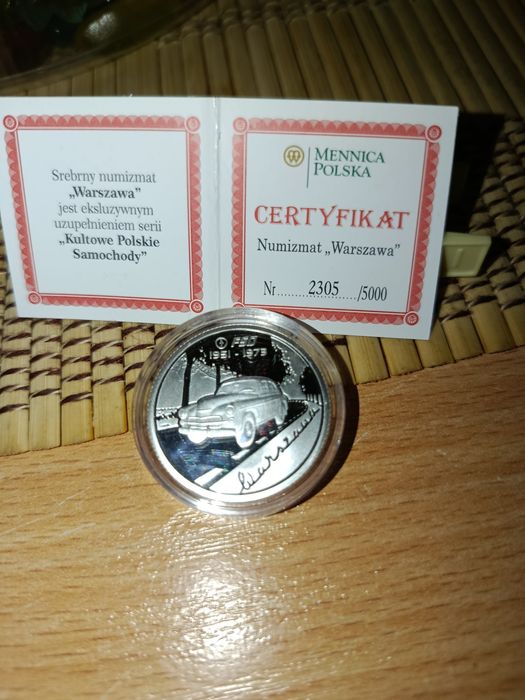 Srebrny numizmat
„Warszawa”
jest eksluzywnym
uzupełnieniem serii
„Kultowe Polskie
Samochody”
MENNICA
POLSKA
CERTYFIKAT
Numizmat „Warszawa”
Nr......2305....../5000
FSO
1951-1973
Warszawa